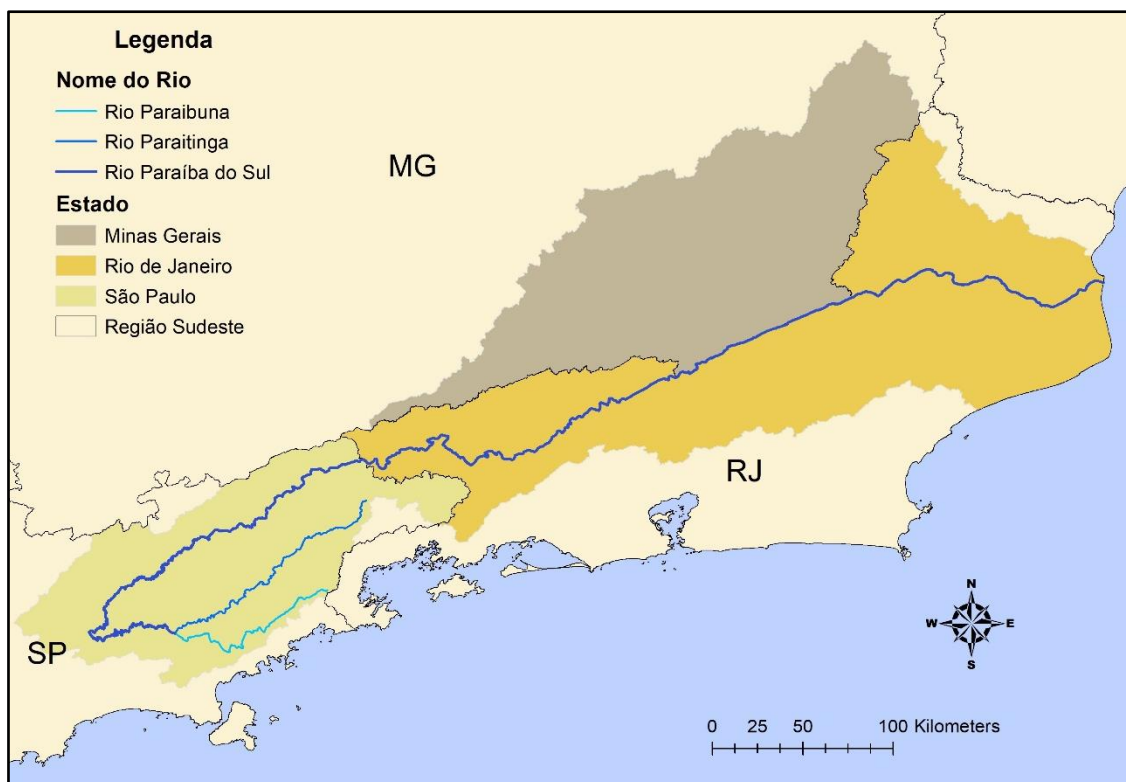 Legenda
Nome do Rio
Rio Paraibuna
Rio Paraitinga
Rio Paraíba do Sul
Estado
Minas Gerais
Rio de Janeiro
São Paulo
Região Sudeste
MG
RJ
SP
N
W E
S
0 25 50 100 Kilometers